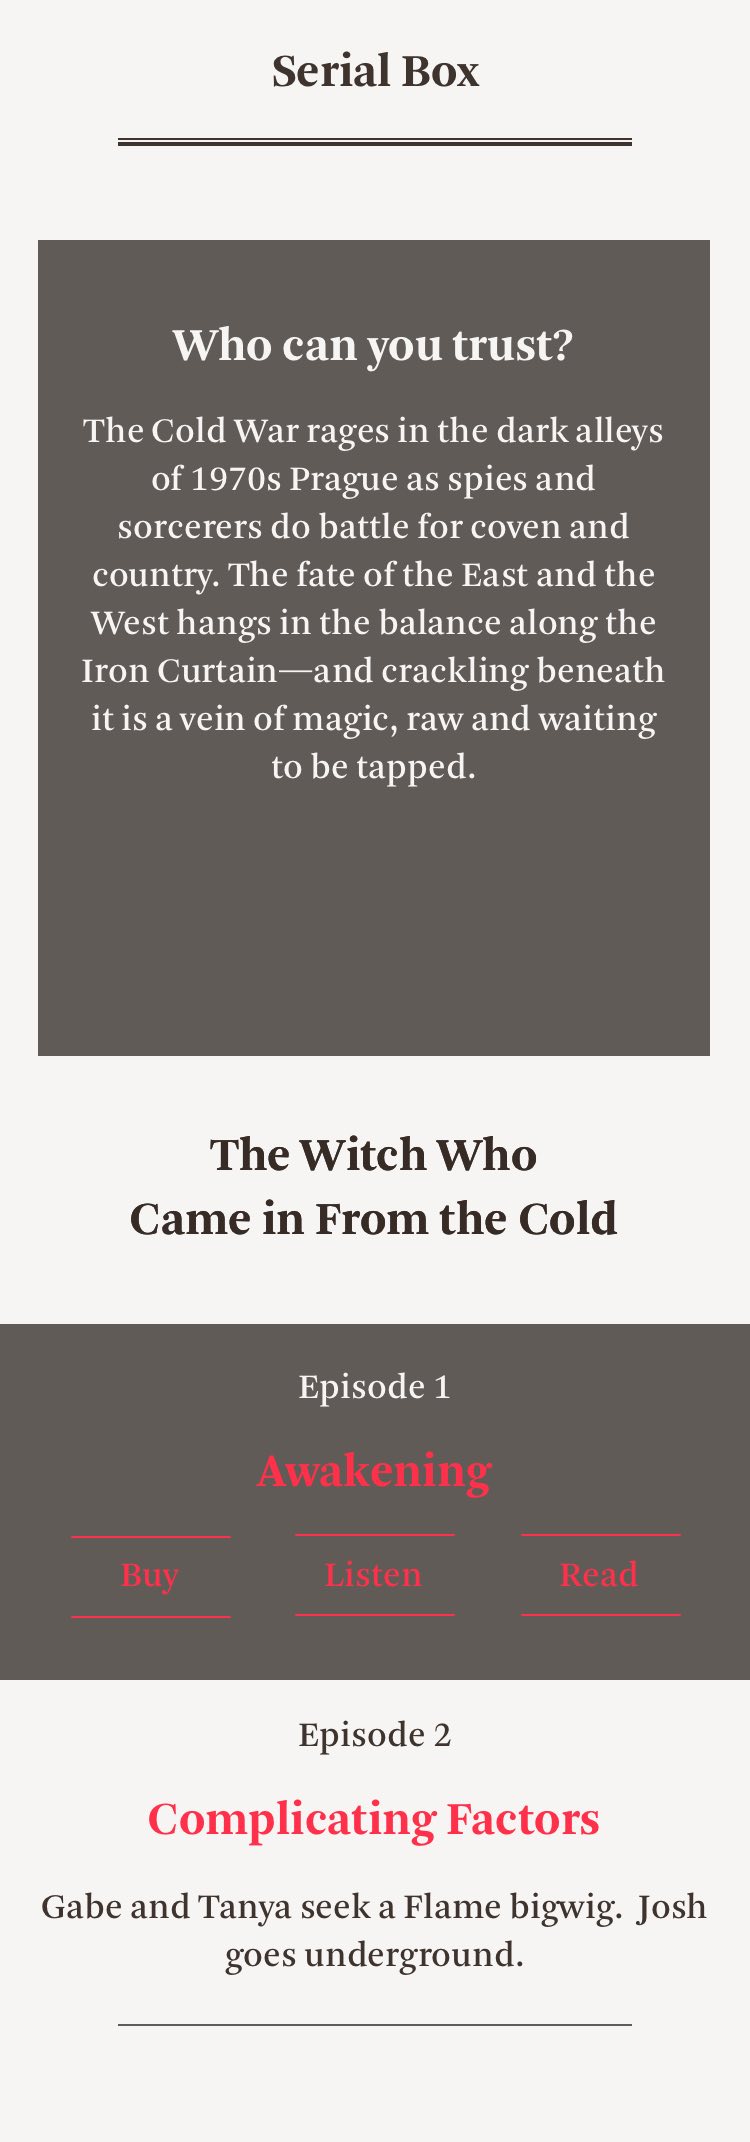 Serial Box
Who can you trust?
The Cold War rages in the dark alleys
of 1970s Prague as spies and
sorcerers do battle for coven and
country. The fate of the East and the
West hangs in the balance along the
Iron Curtain—and crackling beneath
it is a vein of magic, raw and waiting
to be tapped.
The Witch Who
Came in From the Cold
Episode 1
Awakening
Buy
Listen
Read
Episode 2
Complicating Factors
Gabe and Tanya seek a Flame bigwig.  Josh
goes underground.